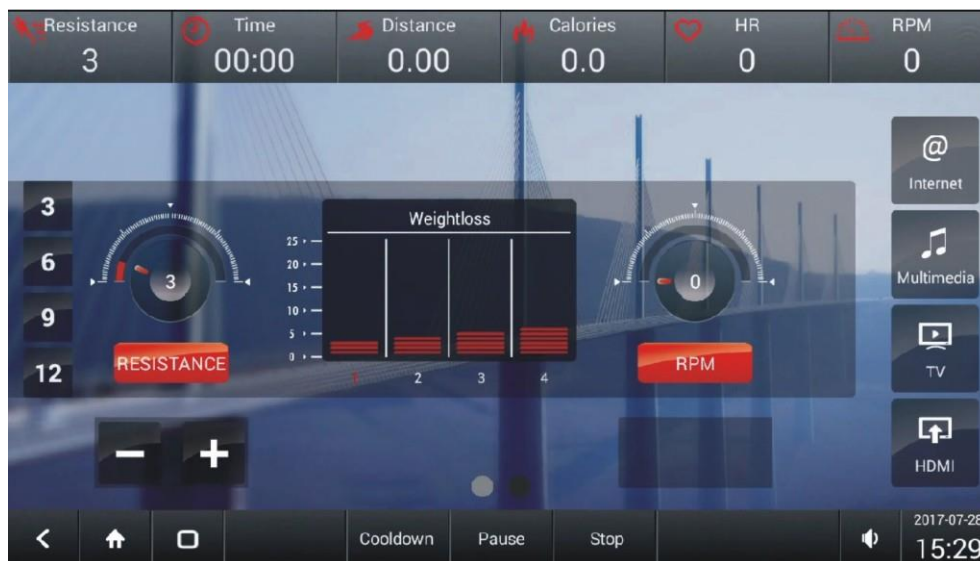 Resistance
3
Time
00:00
Distance
0.00
Calories
0.0
HR
0
RPM
0
@
Internet
Multimedia
TV
HDMI
3
6
9
12
3
RESISTANCE
Weightloss
25
20
15
10
5
0
1 2 3 4
0
RPM
− +
Cooldown Pause Stop
2017-07-28
15:29